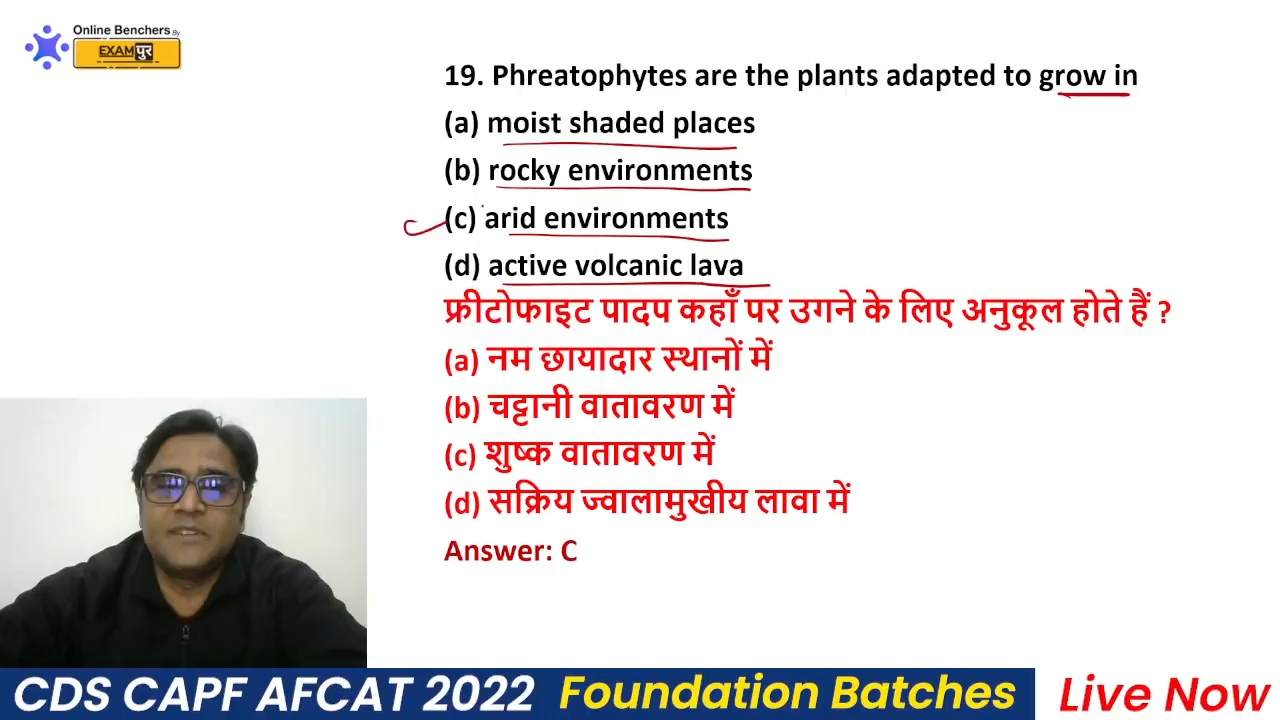 Online Benchers By
EXAMपुर
19. Phreatophytes are the plants adapted to grow in
(a) moist shaded places
(b) rocky environments
(c) arid environments
(d) active volcanic lava
फ्रीटोफाइट पादप कहाँ पर उगने के लिए अनुकूल होते हैं ?
(a) नम छायादार स्थानों में
(b) चट्टानी वातावरण में
(c) शुष्क वातावरण में
(d) सक्रिय ज्वालामुखीय लावा में
Answer: C
CDS CAPF AFCAT 2022 Foundation Batches Live Now